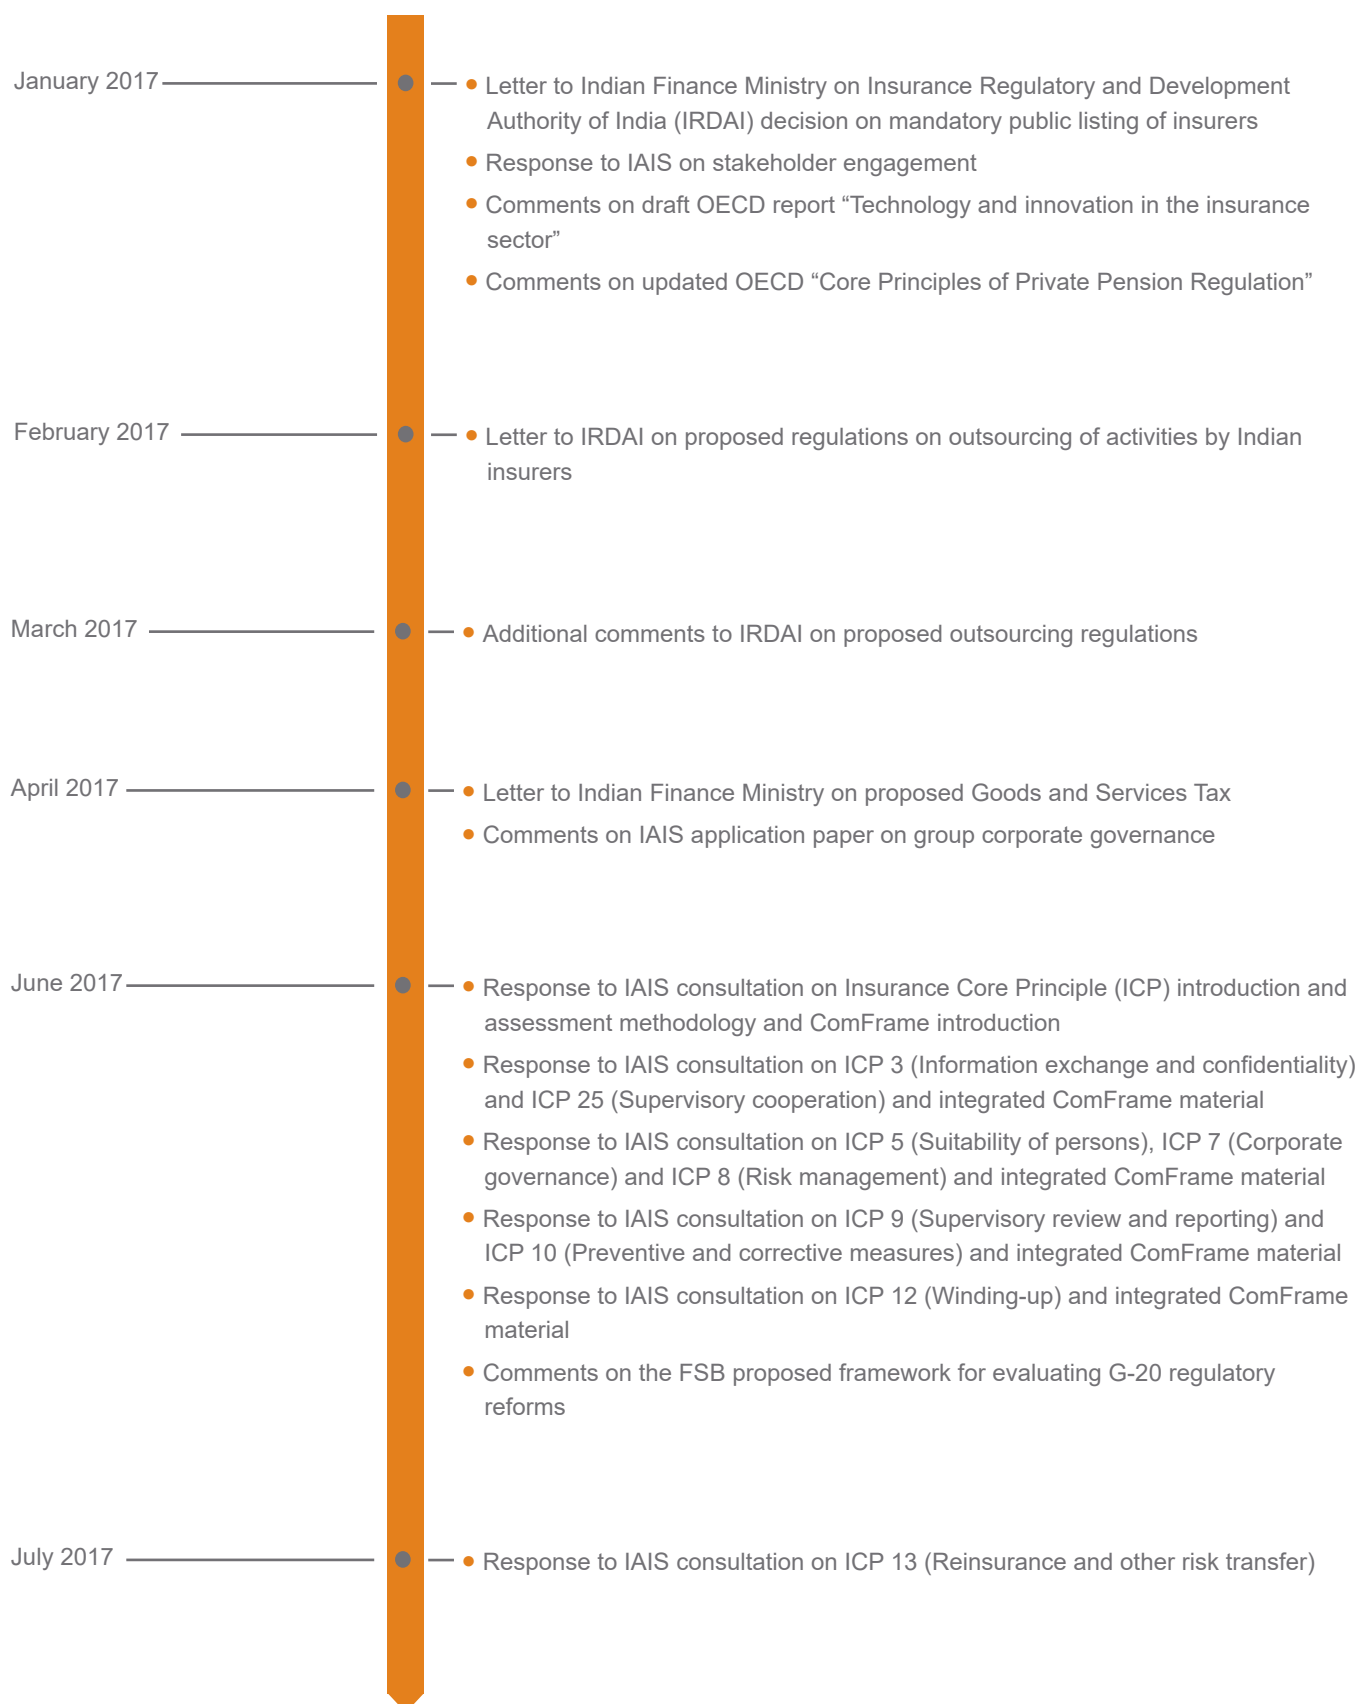 January 2017
• Letter to Indian Finance Ministry on Insurance Regulatory and Development
Authority of India (IRDAI) decision on mandatory public listing of insurers
• Response to IAIS on stakeholder engagement
• Comments on draft OECD report “Technology and innovation in the insurance
sector”
• Comments on updated OECD “Core Principles of Private Pension Regulation”
February 2017
• Letter to IRDAI on proposed regulations on outsourcing of activities by Indian
insurers
March 2017
• Additional comments to IRDAI on proposed outsourcing regulations
April 2017
• Letter to Indian Finance Ministry on proposed Goods and Services Tax
• Comments on IAIS application paper on group corporate governance
June 2017
• Response to IAIS consultation on Insurance Core Principle (ICP) introduction and
assessment methodology and ComFrame introduction
• Response to IAIS consultation on ICP 3 (Information exchange and confidentiality)
and ICP 25 (Supervisory cooperation) and integrated ComFrame material
• Response to IAIS consultation on ICP 5 (Suitability of persons), ICP 7 (Corporate
governance) and ICP 8 (Risk management) and integrated ComFrame material
• Response to IAIS consultation on ICP 9 (Supervisory review and reporting) and
ICP 10 (Preventive and corrective measures) and integrated ComFrame material
• Response to IAIS consultation on ICP 12 (Winding-up) and integrated ComFrame
material
• Comments on the FSB proposed framework for evaluating G-20 regulatory
reforms
July 2017
• Response to IAIS consultation on ICP 13 (Reinsurance and other risk transfer)